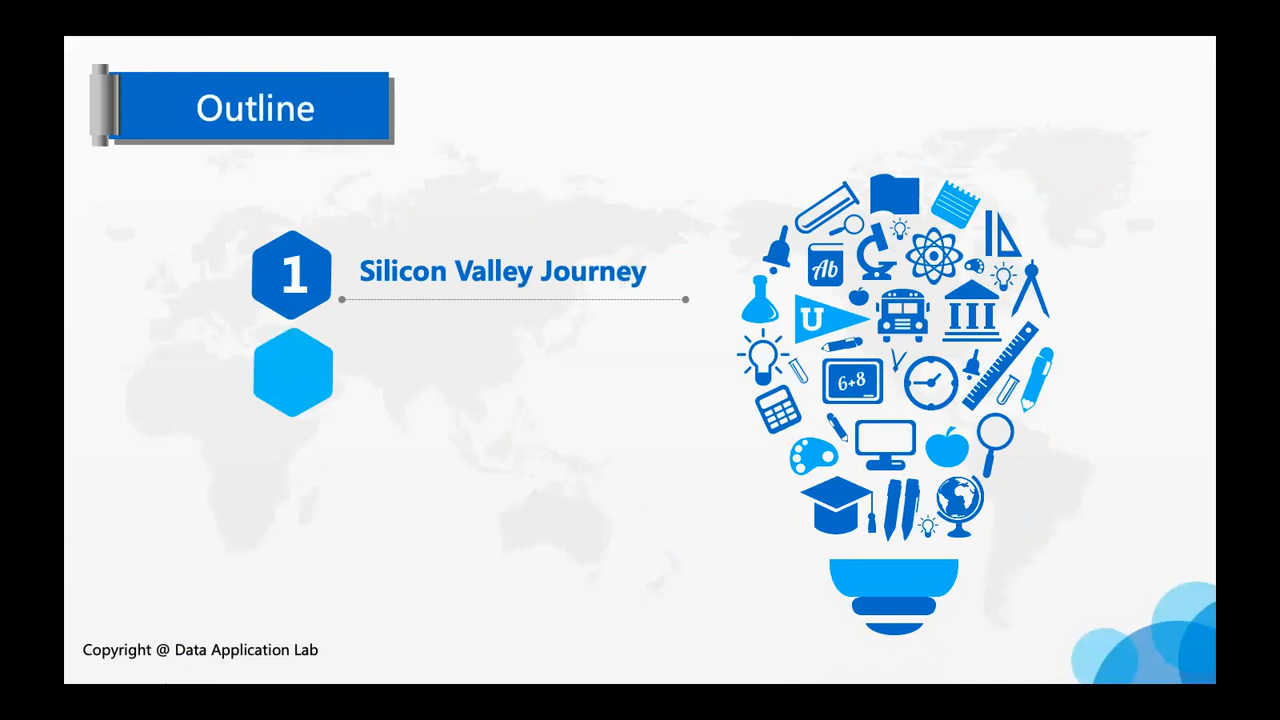 Outline
1
Silicon Valley Journey
Ab
U
6+8
Copyright @ Data Application Lab